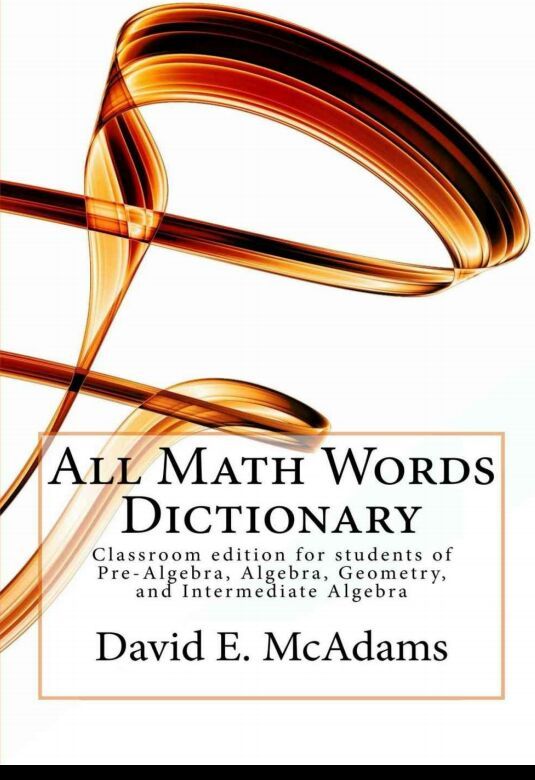 All Math Words
Dictionary
Classroom edition for students of
Pre-Algebra, Algebra, Geometry,
and Intermediate Algebra
David E. McAdams